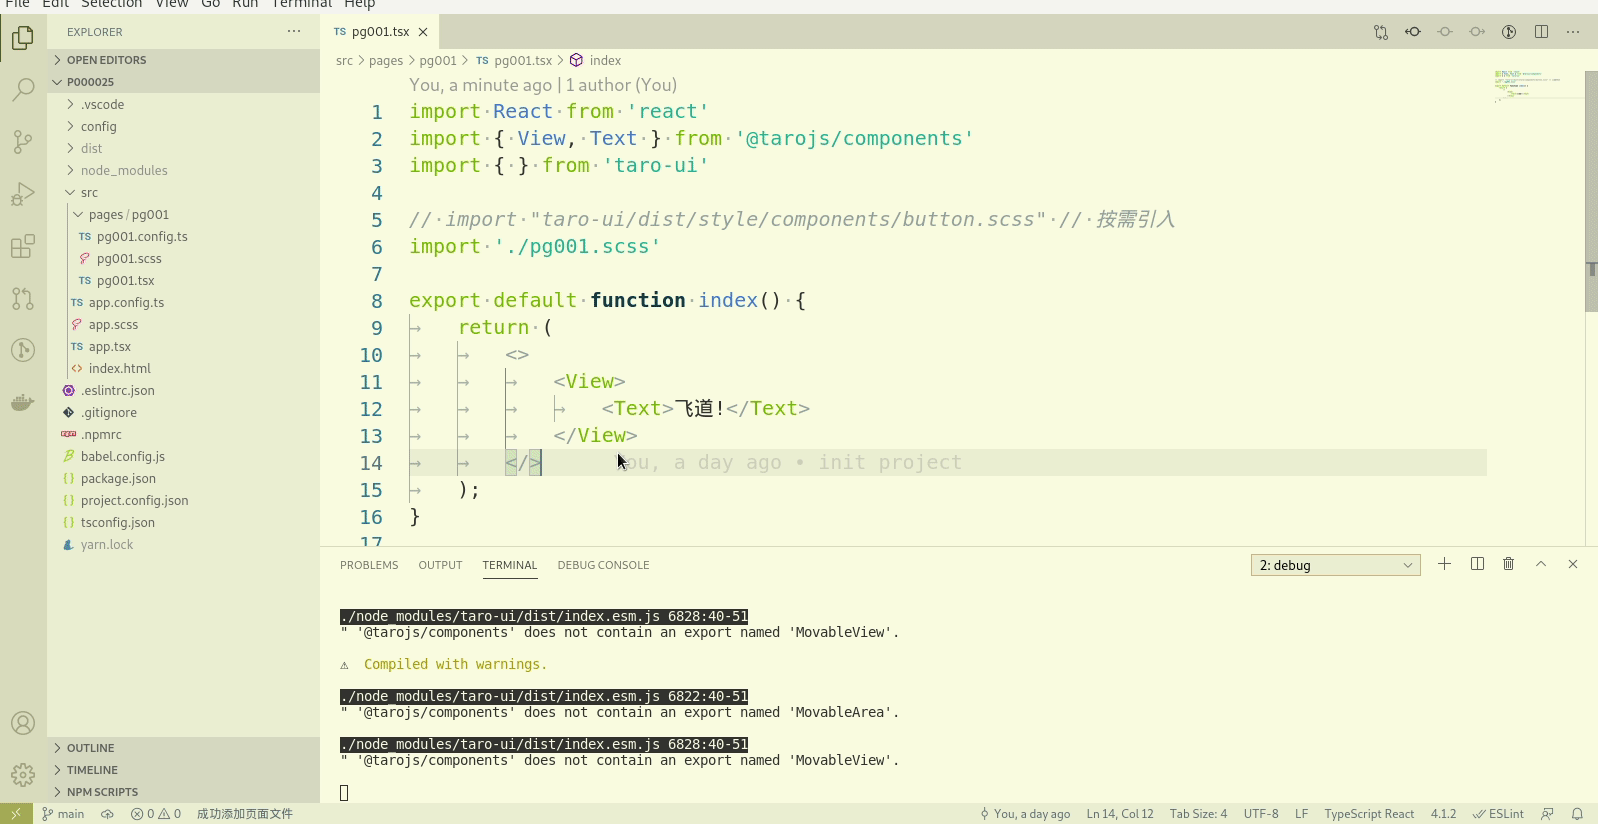 File Edit Selection View Go Run Terminal Help
EXPLORER ···
OPEN EDITORS
P000025
.vscode
config
dist
node_modules
src
pages / pg001
TS pg001.config.ts
pg001.scss
TS pg001.tsx
TS app.config.ts
app.scss
TS app.tsx
index.html
.eslintrc.json
.gitignore
.npmrc
babel.config.js
package.json
project.config.json
tsconfig.json
yarn.lock
OUTLINE
TIMELINE
NPM SCRIPTS
TS pg001.tsx
src > pages > pg001 > TS pg001.tsx > index
You, a minute ago | 1 author (You)
1 import React from 'react'
2 import { View, Text } from '@tarojs/components'
3 import { } from 'taro-ui'
4
5 // import "taro-ui/dist/style/components/button.scss" // 按需引入
6 import './pg001.scss'
7
8 export default function index() {
9 return (
10 <>
11 <View>
12 <Text>飞道!</Text>
13 </View>
14 </> You, a day ago • init project
15 );
16 }
17
PROBLEMS OUTPUT TERMINAL DEBUG CONSOLE 2: debug
./node_modules/taro-ui/dist/index.esm.js 6828:40-51
" '@tarojs/components' does not contain an export named 'MovableView'.
⚠ Compiled with warnings.
./node_modules/taro-ui/dist/index.esm.js 6822:40-51
" '@tarojs/components' does not contain an export named 'MovableArea'.
./node_modules/taro-ui/dist/index.esm.js 6828:40-51
" '@tarojs/components' does not contain an export named 'MovableView'.
main 0 0 成功添加页面文件 You, a day ago Ln 14, Col 12 Tab Size: 4 UTF-8 LF TypeScript React 4.1.2 ESLint